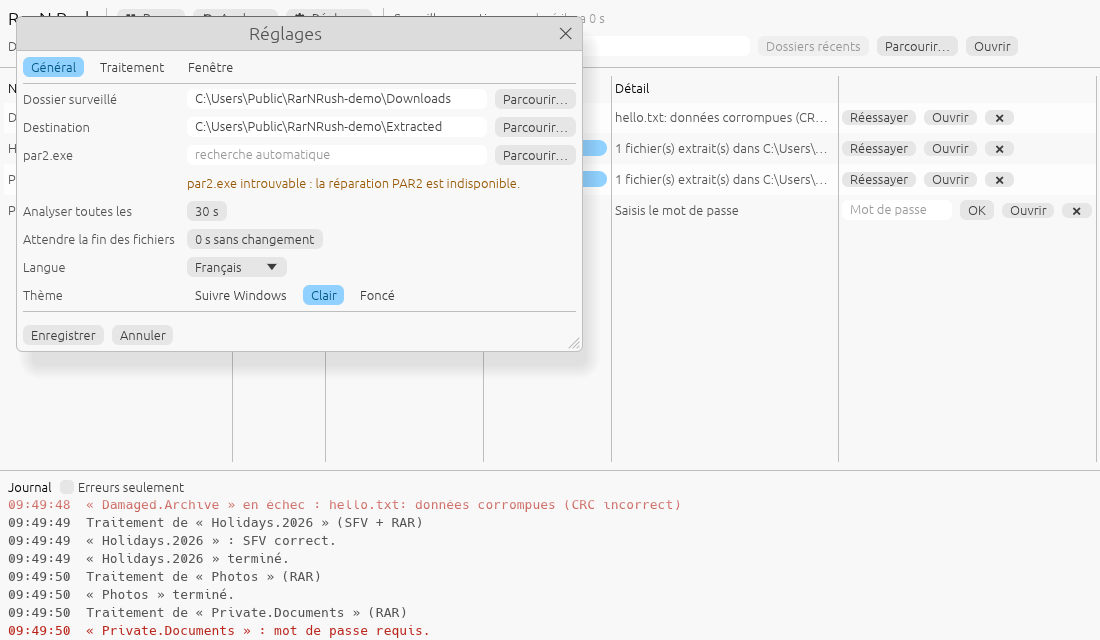 Réglages
Général Traitement Fenêtre
Dossier surveillé C:\Users\Public\RarNRush-demo\Downloads Parcourir…
Destination C:\Users\Public\RarNRush-demo\Extracted Parcourir…
par2.exe recherche automatique Parcourir…
par2.exe introuvable : la réparation PAR2 est indisponible.
Analyser toutes les 30 s
Attendre la fin des fichiers 0 s sans changement
Langue Français
Thème Suivre Windows Clair Foncé
Enregistrer Annuler
a 0 s
Dossiers récents Parcourir… Ouvrir
Détail
hello.txt: données corrompues (CR… Réessayer Ouvrir ×
1 fichier(s) extrait(s) dans C:\Users\… Réessayer Ouvrir ×
1 fichier(s) extrait(s) dans C:\Users\… Réessayer Ouvrir ×
Saisis le mot de passe Mot de passe OK Ouvrir ×
Journal Erreurs seulement
09:49:48 « Damaged.Archive » en échec : hello.txt: données corrompues (CRC incorrect)
09:49:49 Traitement de « Holidays.2026 » (SFV + RAR)
09:49:49 « Holidays.2026 » : SFV correct.
09:49:49 « Holidays.2026 » terminé.
09:49:50 Traitement de « Photos » (RAR)
09:49:50 « Photos » terminé.
09:49:50 Traitement de « Private.Documents » (RAR)
09:49:50 « Private.Documents » : mot de passe requis.